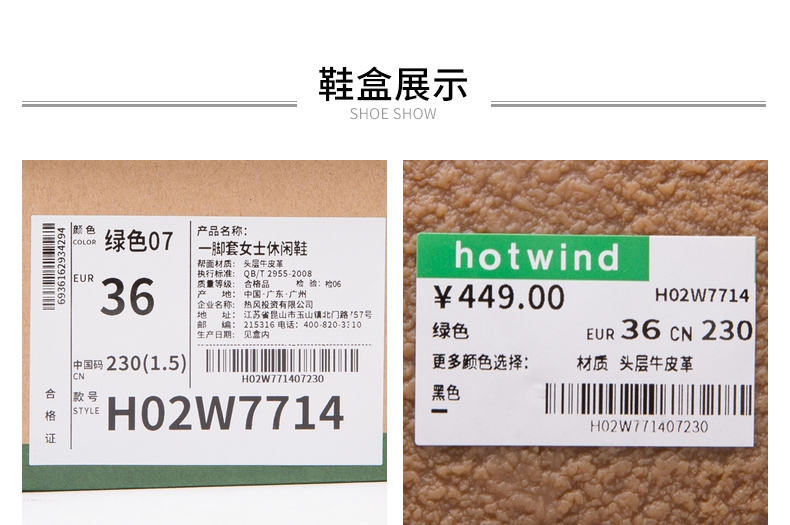 鞋盒展示
SHOE SHOW
6936162934294
合格证
颜色
COLOR
绿色07
EUR
36
中国码
CN
230(1.5)
款号
STYLE
H02W7714
产品名称:
一脚套女士休闲鞋
帮面材质: 头层牛皮革
执行标准: QB/T 2955-2008
质量等级: 合格品 检 验: 检06
产 地: 中国·广东·广州
企业名称: 热风投资有限公司
地 址: 江苏省昆山市玉山镇北门路757号
邮 编: 215316 电话: 400-820-3310
生产日期: 见盒内
H02W771407230
hotwind
¥449.00
H02W7714
绿色
EUR 36 CN 230
更多颜色选择: 材质 头层牛皮革
黑色
H02W771407230